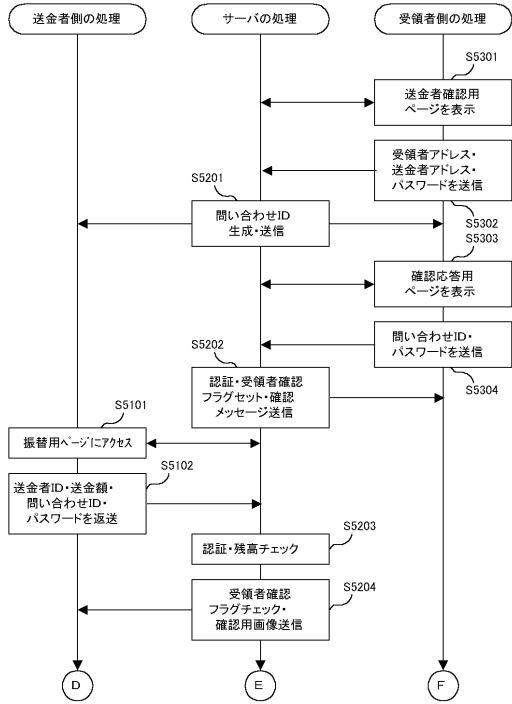 送金者側の処理
サーバの処理
受領者側の処理
S5301
送金者確認用
ページを表示
受領者アドレス・
送金者アドレス・
パスワードを送信
S5201
S5302
問い合わせID
生成・送信
S5303
確認応答用
ページを表示
問い合わせID・
パスワードを送信
S5202
S5304
認証・受領者確認
フラグセット・確認
メッセージ送信
S5101
振替用ページにアクセス
S5102
送金者ID・送金額・
問い合わせID・
パスワードを返送
S5203
認証・残高チェック
S5204
受領者確認
フラグチェック・
確認用画像送信
D
E
F